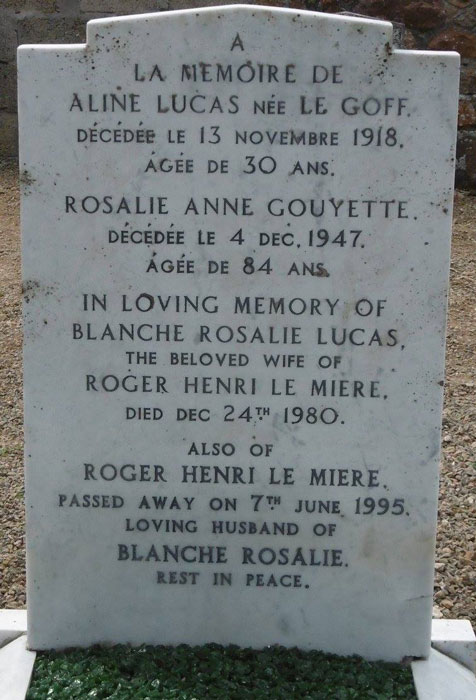 A
LA MEMOIRE DE
ALINE LUCAS NÉE LE GOFF.
DÉCÉDÉE LE 13 NOVEMBRE 1918.
ÁGÉE DE 30 ANS.
ROSALIE ANNE GOUYETTE.
DÉCÉDÉE LE 4 DEC. 1947.
ÁGÉE DE 84 ANS.
IN LOVING MEMORY OF
BLANCHE ROSALIE LUCAS,
THE BELOVED WIFE OF
ROGER HENRI LE MIERE,
DIED DEC 24TH 1980.
ALSO OF
ROGER HENRI LE MIERE.
PASSED AWAY ON 7TH JUNE 1995.
LOVING HUSBAND OF
BLANCHE ROSALIE.
REST IN PEACE.